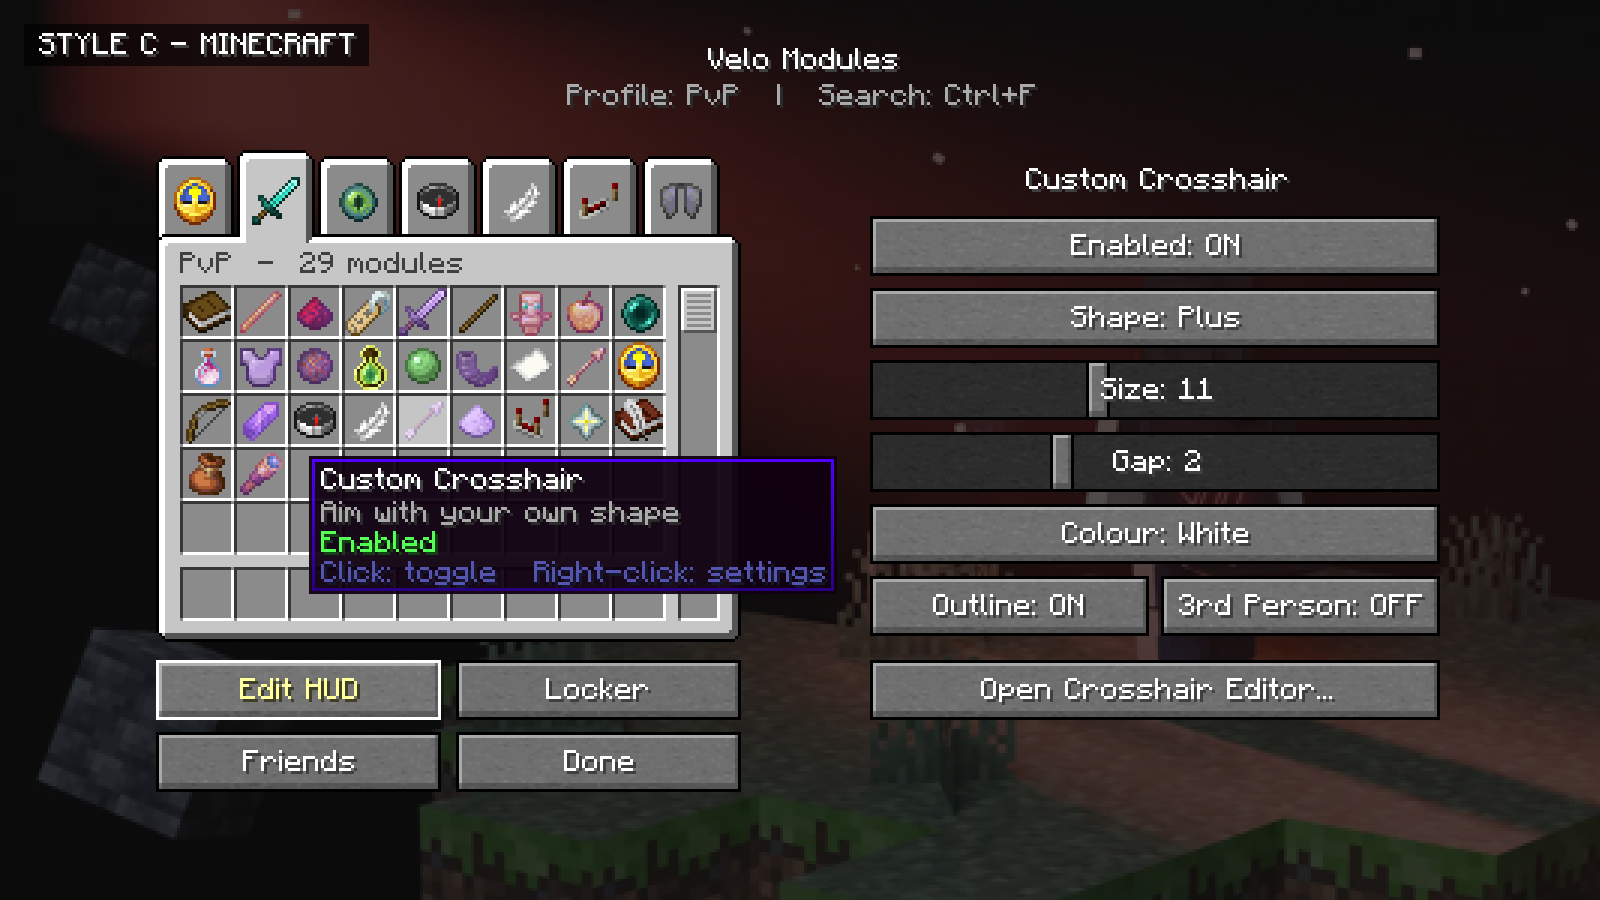 STYLE C - MINECRAFT
Velo Modules
Profile: PvP | Search: Ctrl+F
PvP - 29 modules
Custom Crosshair
Aim with your own shape
Enabled
Click: toggle Right-click: settings
Edit HUD
Locker
Friends
Done
Custom Crosshair
Enabled: ON
Shape: Plus
Size: 11
Gap: 2
Colour: White
Outline: ON
3rd Person: OFF
Open Crosshair Editor...